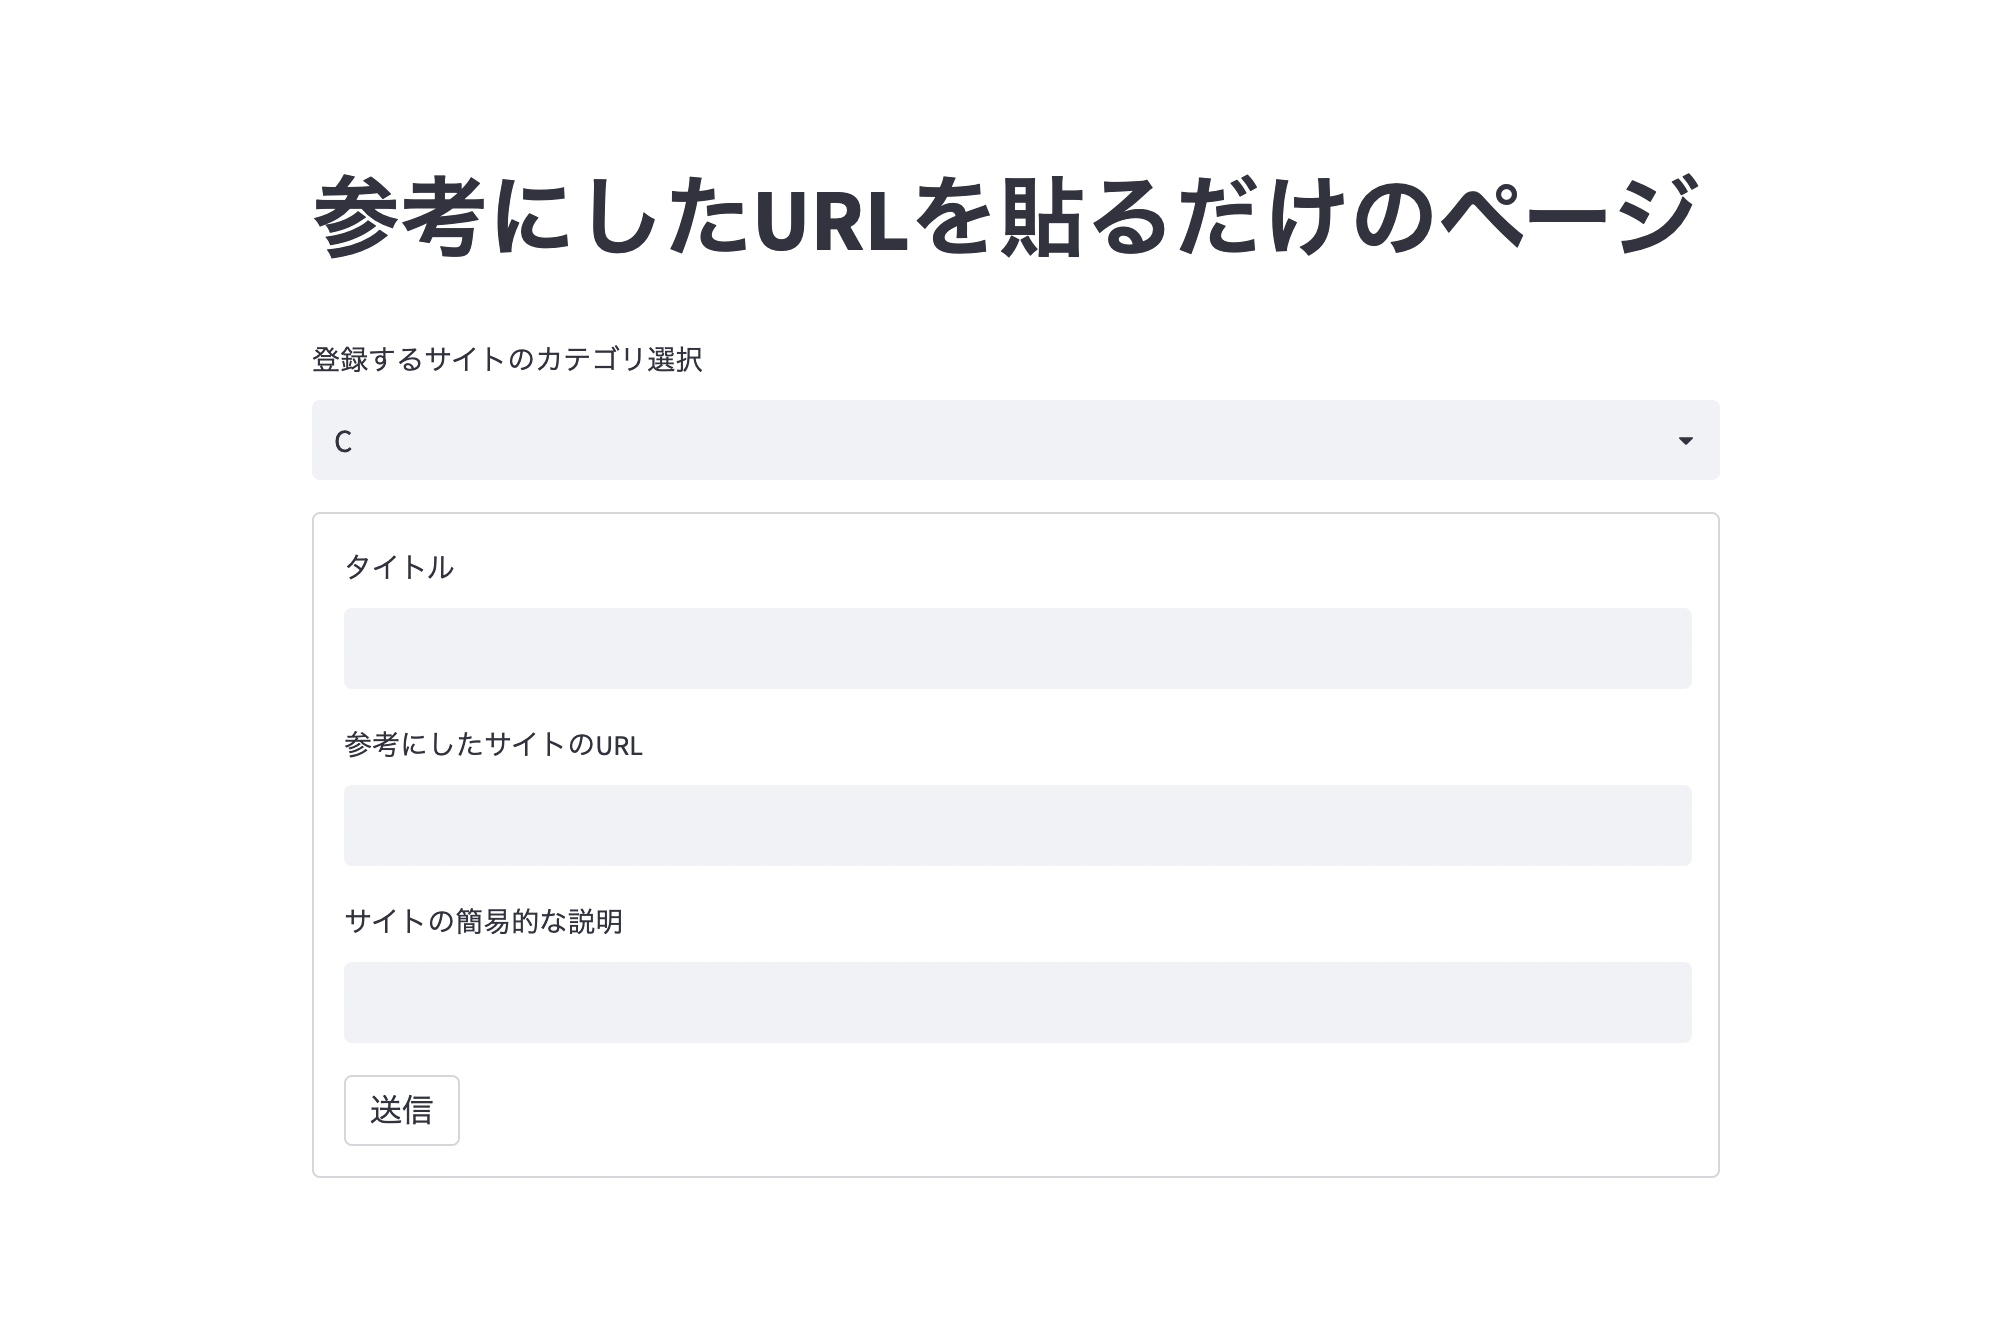 参考にしたURLを貼るだけのページ
登録するサイトのカテゴリ選択
C
タイトル
参考にしたサイトのURL
サイトの簡易的な説明
送信